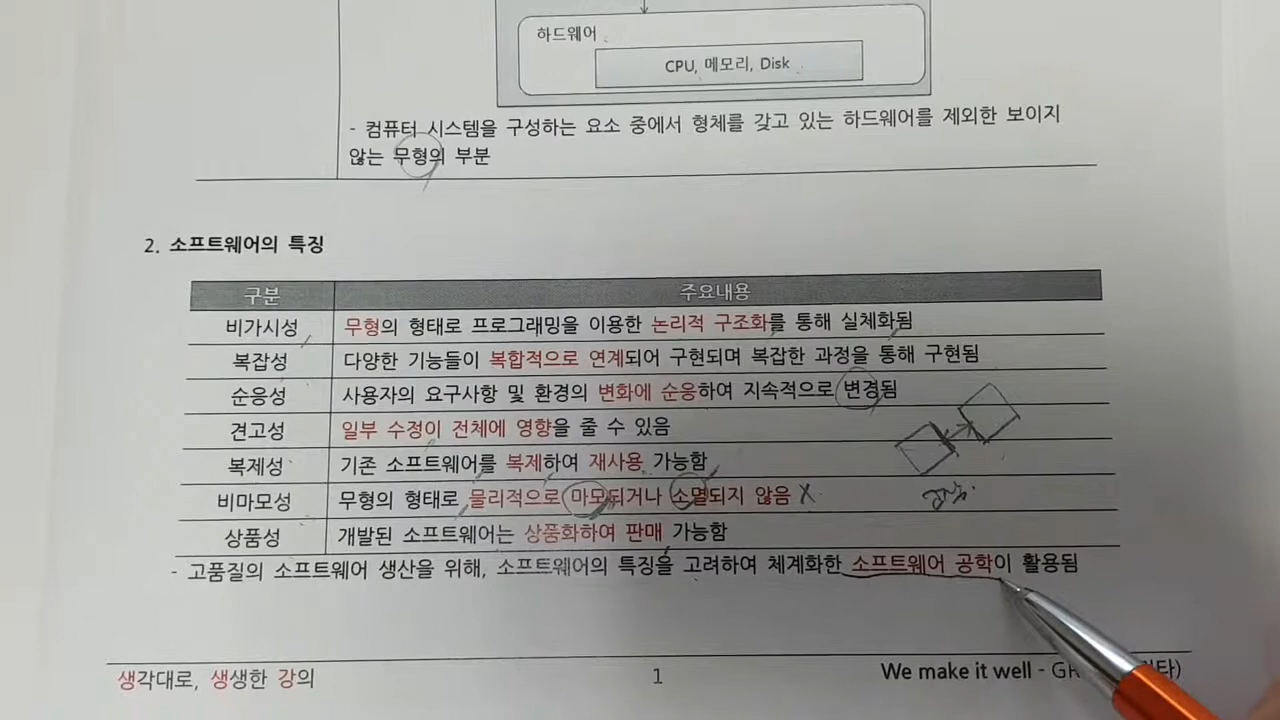 하드웨어
CPU, 메모리, Disk
- 컴퓨터 시스템을 구성하는 요소 중에서 형체를 갖고 있는 하드웨어를 제외한 보이지
않는 무형의 부분
2. 소프트웨어의 특징
구분 주요내용
비가시성 무형의 형태로 프로그래밍을 이용한 논리적 구조화를 통해 실체화됨
복잡성 다양한 기능들이 복합적으로 연계되어 구현되며 복잡한 과정을 통해 구현됨
순응성 사용자의 요구사항 및 환경의 변화에 순응하여 지속적으로 변경됨
견고성 일부 수정이 전체에 영향을 줄 수 있음
복제성 기존 소프트웨어를 복제하여 재사용 가능함
비마모성 무형의 형태로 물리적으로 마모되거나 소멸되지 않음 X
상품성 개발된 소프트웨어는 상품화하여 판매 가능함
- 고품질의 소프트웨어 생산을 위해, 소프트웨어의 특징을 고려하여 체계화한 소프트웨어 공학이 활용됨
생각대로, 생생한 강의 1 We make it well -